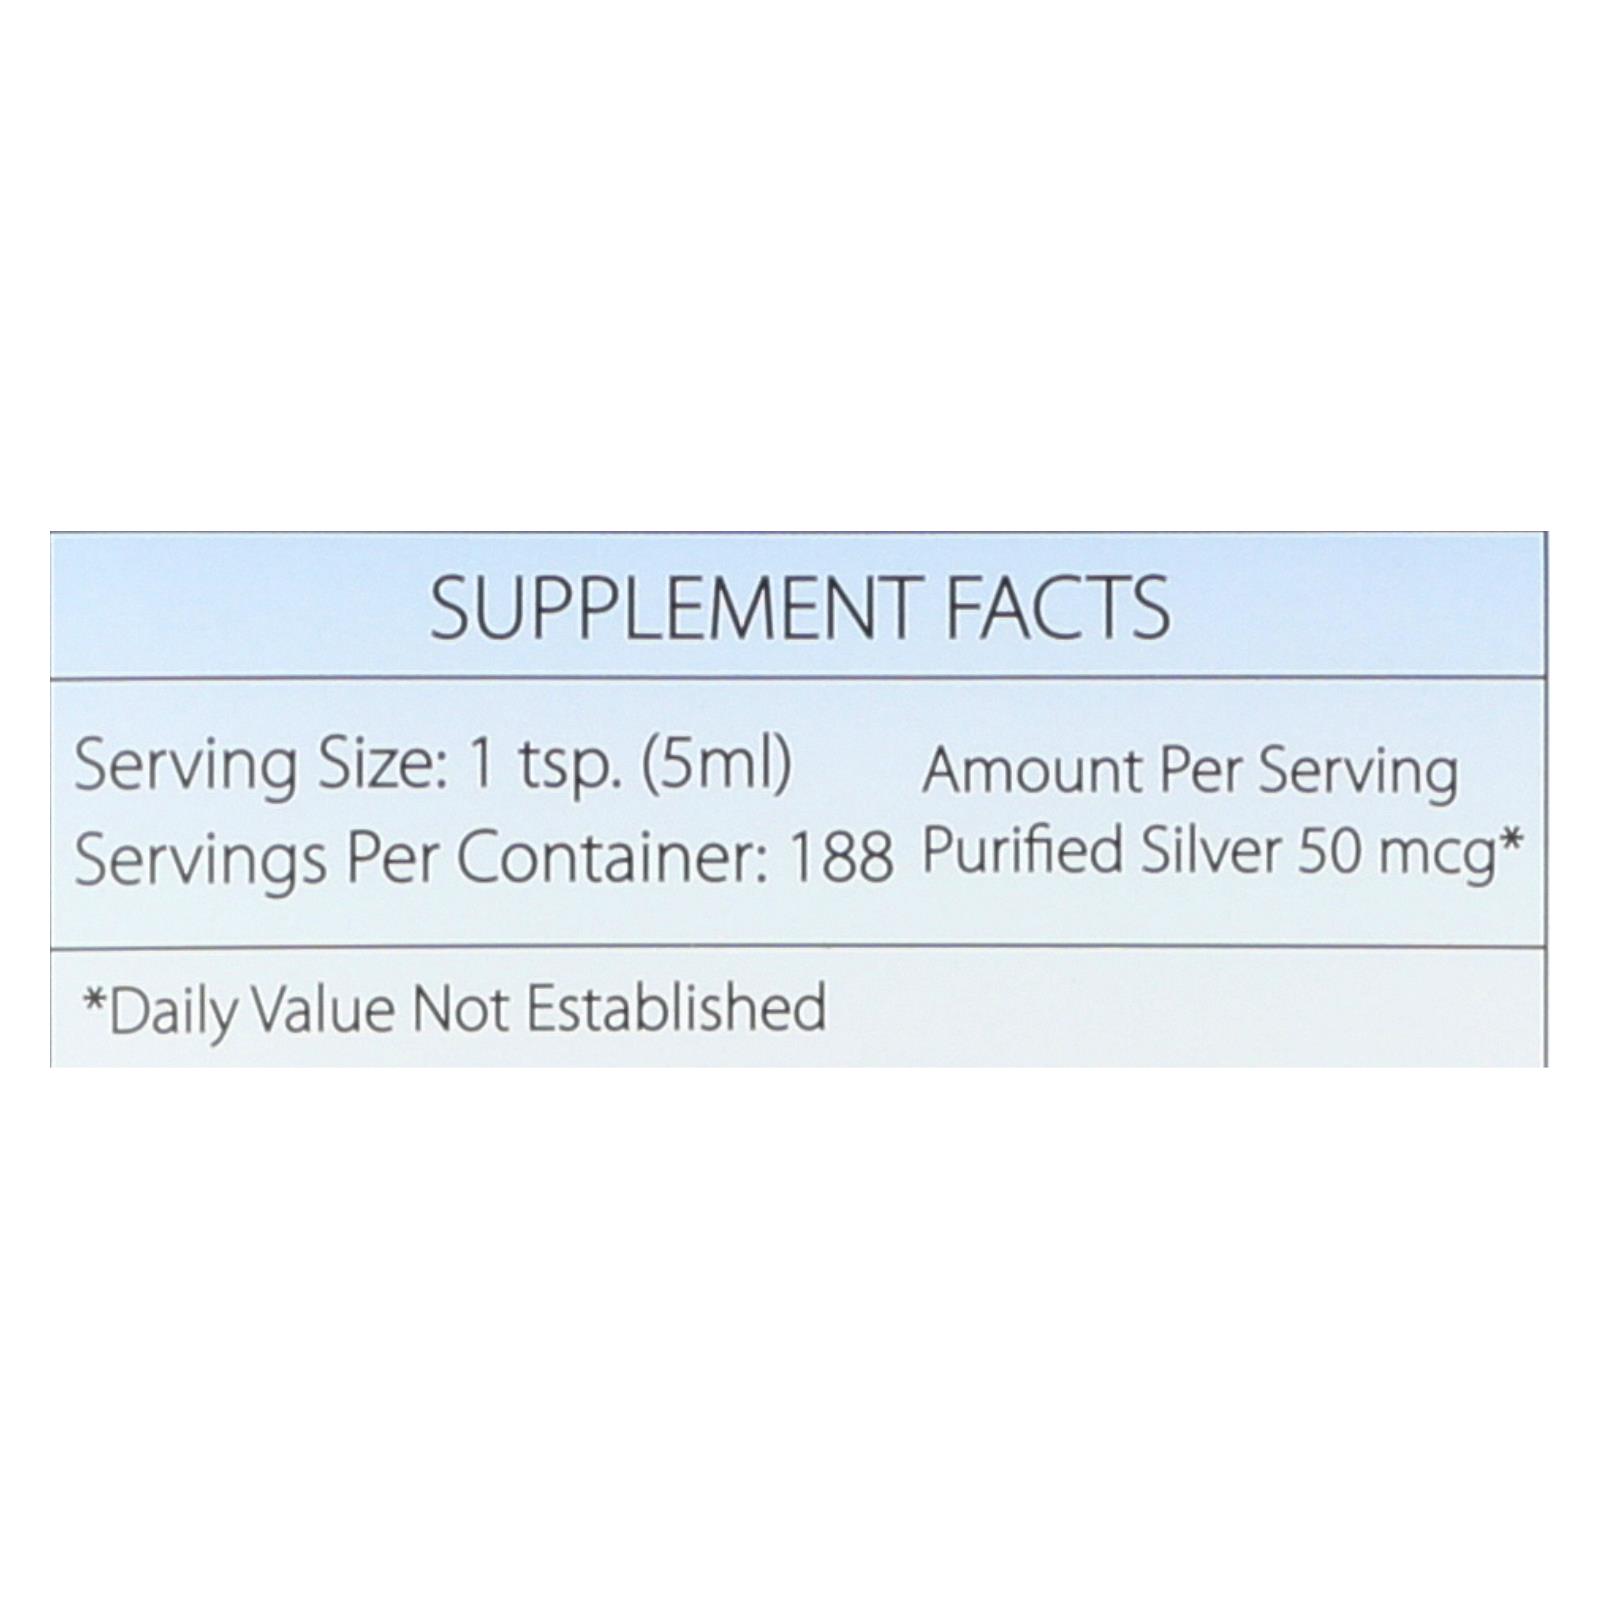 SUPPLEMENT FACTS
Serving Size: 1 tsp. (5ml)
Servings Per Container: 188
Amount Per Serving
Purified Silver 50 mcg*
*Daily Value Not Established